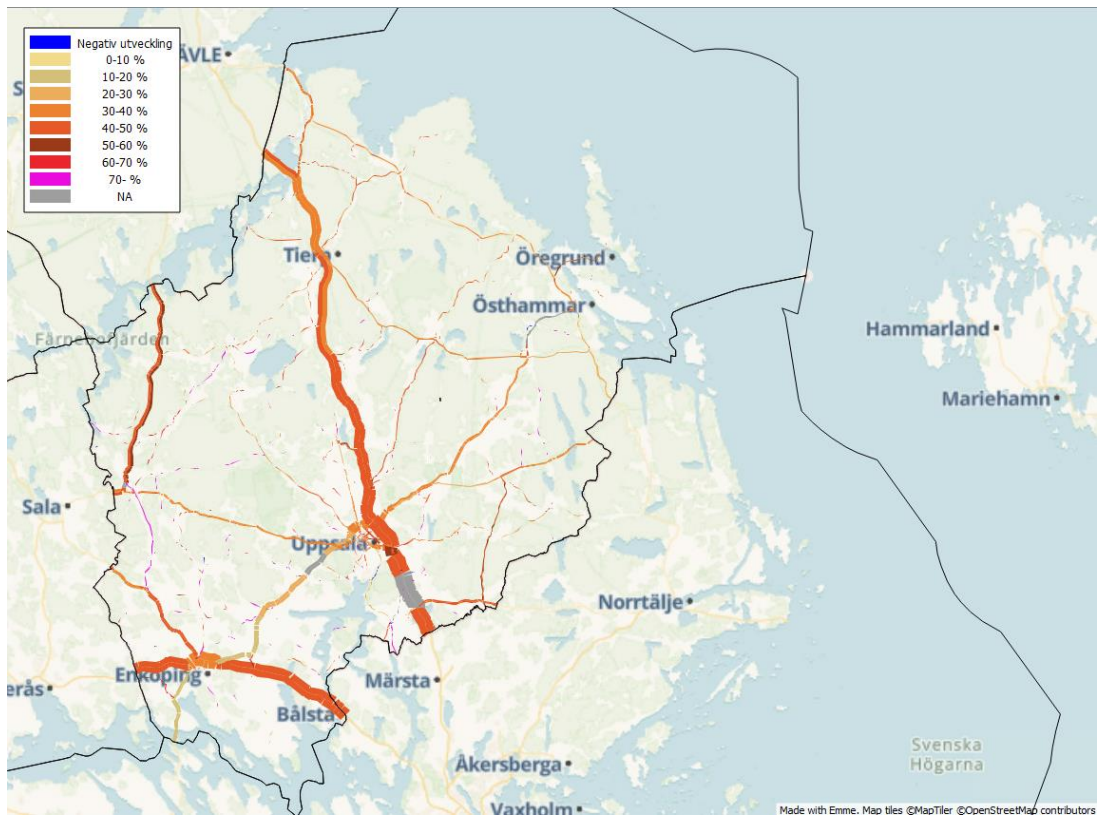 Negativ utveckling
0-10 %
10-20 %
20-30 %
30-40 %
40-50 %
50-60 %
60-70 %
70- %
NA
ÄVLE
Öregrund
Östhammar
Hammarland
Mariehamn
Sala
Uppsala
Norrtälje
Enköping
Märsta
Bålsta
Åkersberga
Vaxholm
Svenska
Högarna
Made with Emme. Map tiles ©MapTiler ©OpenStreetMap contributors